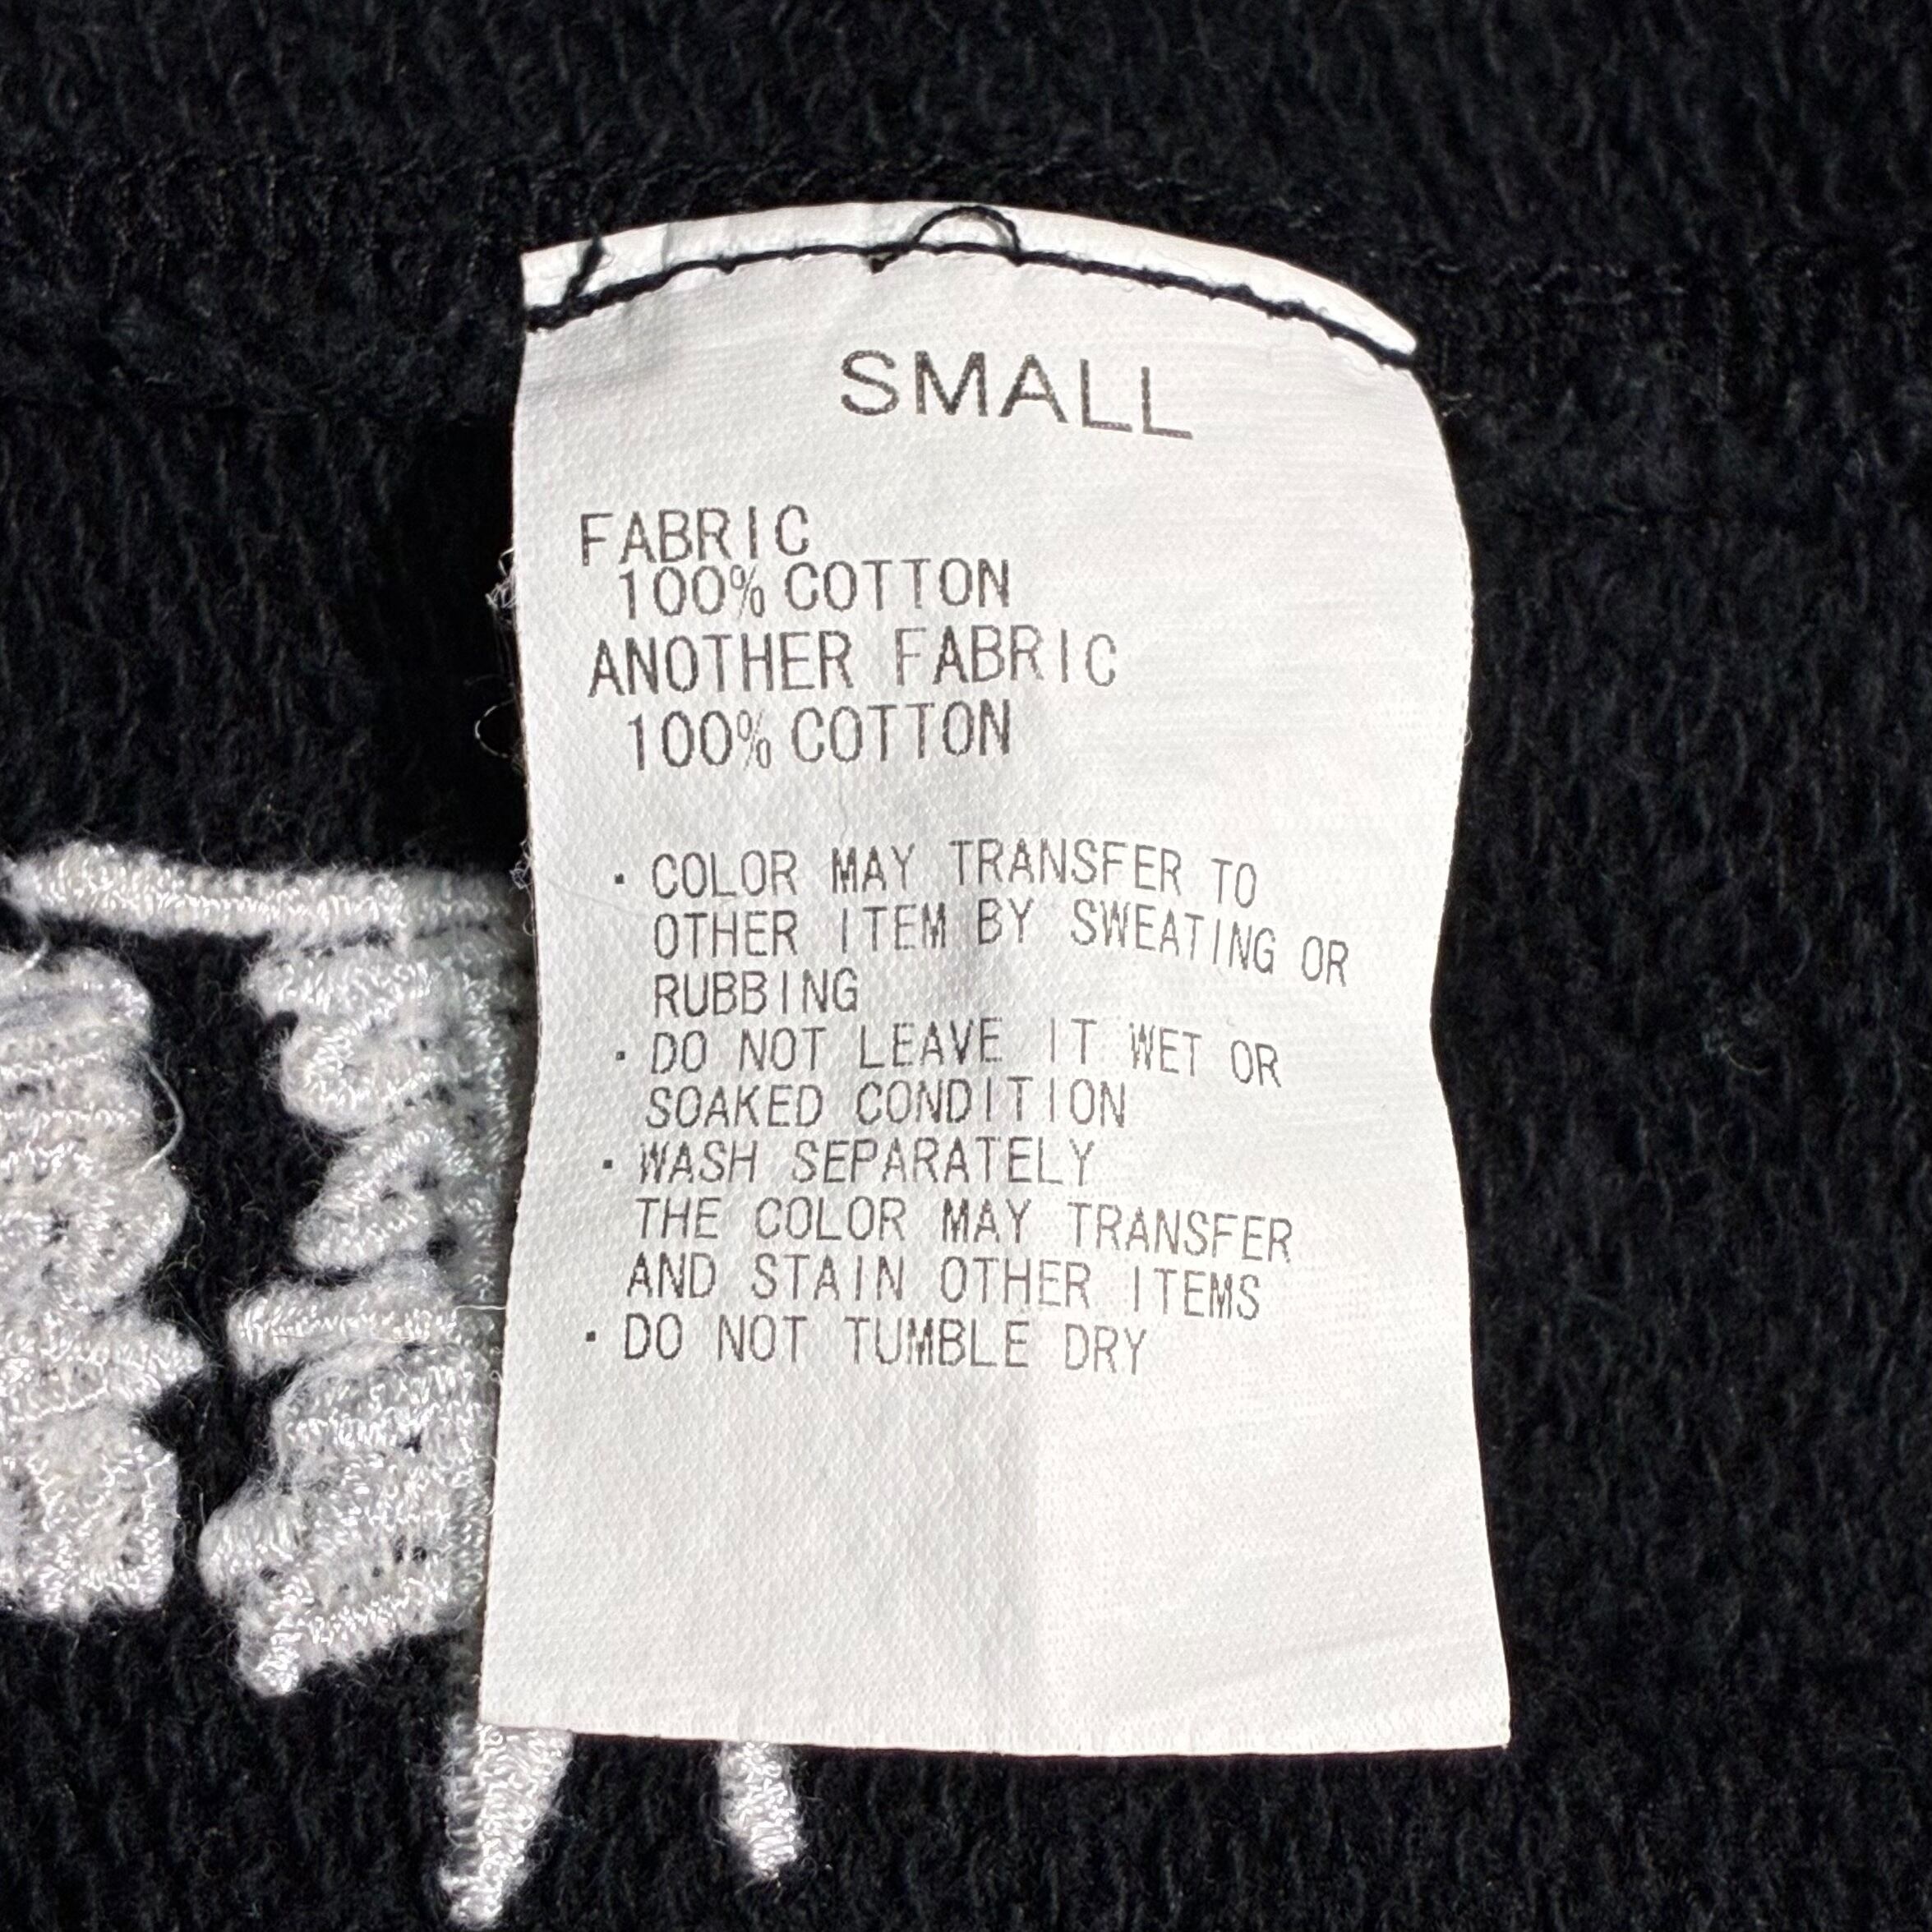 SMALL
FABRIC
100% COTTON
ANOTHER FABRIC
100% COTTON
・COLOR MAY TRANSFER TO
OTHER ITEM BY SWEATING OR
RUBBING
・DO NOT LEAVE IT WET OR
SOAKED CONDITION
・WASH SEPARATELY
THE COLOR MAY TRANSFER
AND STAIN OTHER ITEMS
・DO NOT TUMBLE DRY